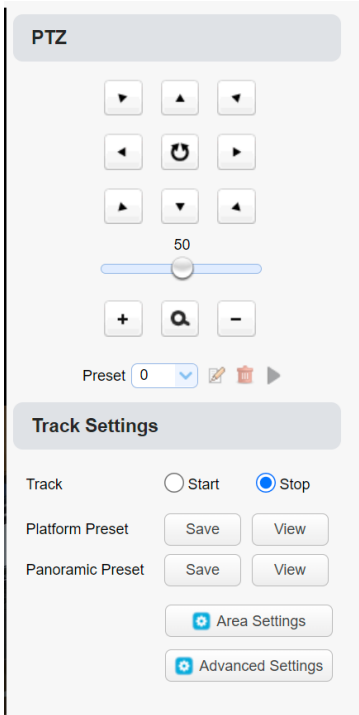 PTZ
50
Preset 0
Track Settings
Track Start Stop
Platform Preset Save View
Panoramic Preset Save View
Area Settings
Advanced Settings